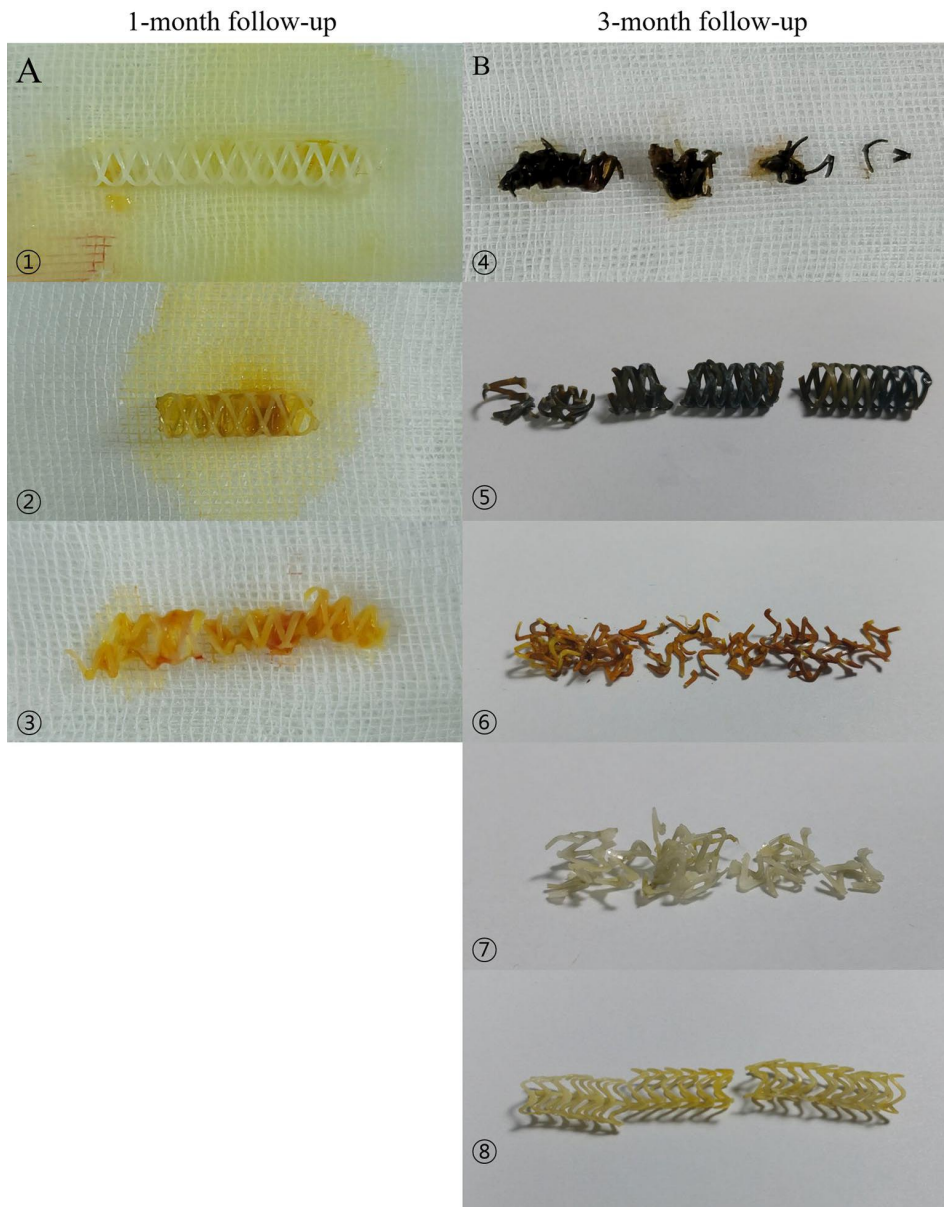 1-month follow-up
3-month follow-up
A
B
①
④
②
⑤
③
⑥
⑦
⑧